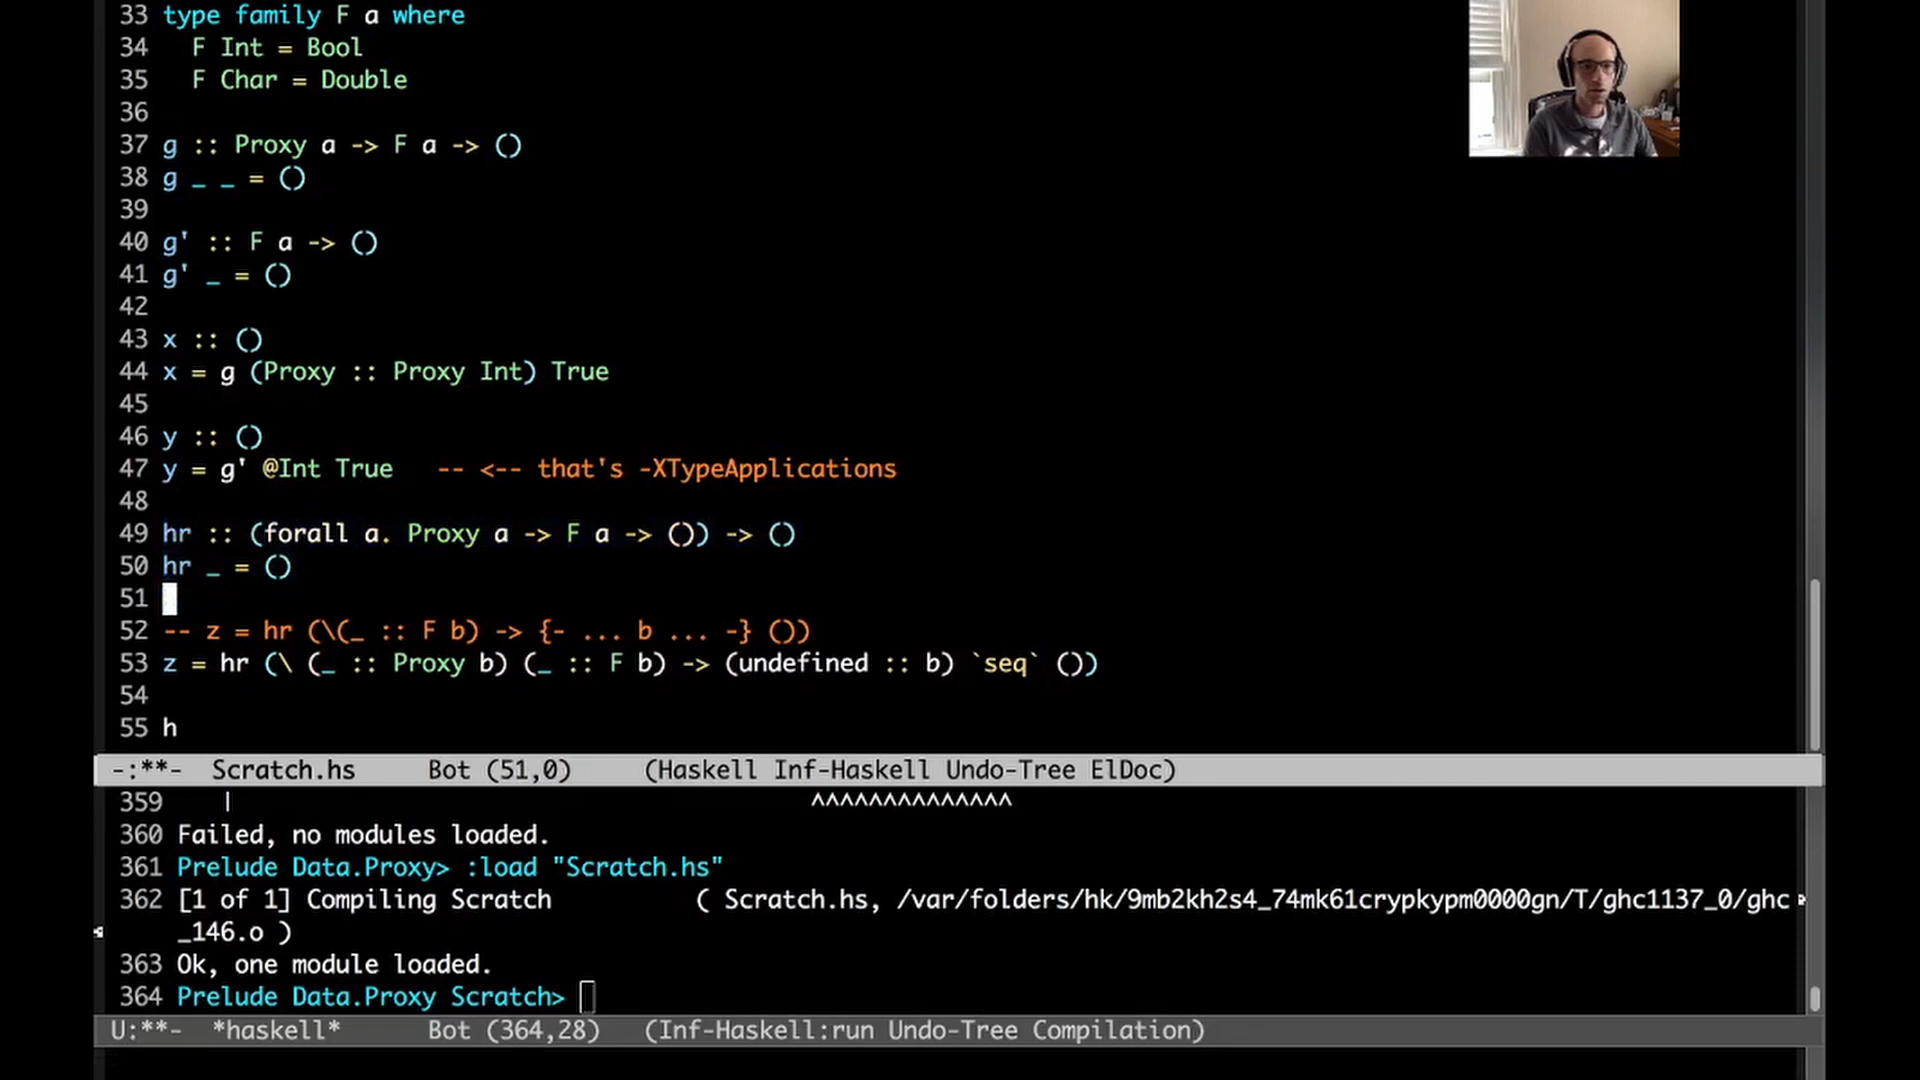 33 type family F a where
34   F Int = Bool
35   F Char = Double
36
37 g :: Proxy a -> F a -> ()
38 g _ _ = ()
39
40 g' :: F a -> ()
41 g' _ = ()
42
43 x :: ()
44 x = g (Proxy :: Proxy Int) True
45
46 y :: ()
47 y = g' @Int True   -- <-- that's -XTypeApplications
48
49 hr :: (forall a. Proxy a -> F a -> ()) -> ()
50 hr _ = ()
51
52 -- z = hr (\(_ :: F b) -> {- ... b ... -} ())
53 z = hr (\ (_ :: Proxy b) (_ :: F b) -> (undefined :: b) `seq` ())
54
55 h
-:**-  Scratch.hs     Bot (51,0)     (Haskell Inf-Haskell Undo-Tree ElDoc)
359    |                                        ^^^^^^^^^^^^^^
360 Failed, no modules loaded.
361 Prelude Data.Proxy> :load "Scratch.hs"
362 [1 of 1] Compiling Scratch          ( Scratch.hs, /var/folders/hk/9mb2kh2s4_74mk61crypkypm0000gn/T/ghc1137_0/ghc
_146.o )
363 Ok, one module loaded.
364 Prelude Data.Proxy Scratch>
U:**-  *haskell*      Bot (364,28)   (Inf-Haskell:run Undo-Tree Compilation)